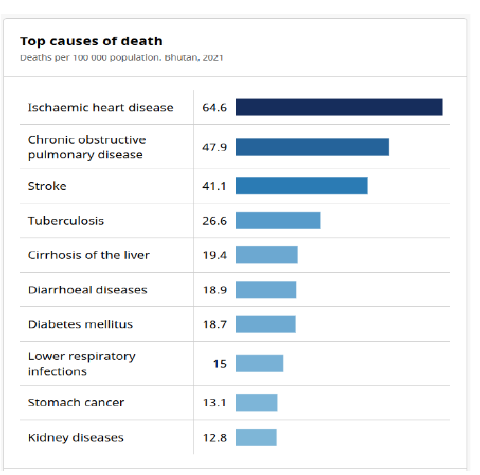 Top causes of death
Deaths per 100 000 population. Bhutan, 2021
Ischaemic heart disease 64.6
Chronic obstructive
pulmonary disease 47.9
Stroke 41.1
Tuberculosis 26.6
Cirrhosis of the liver 19.4
Diarrhoeal diseases 18.9
Diabetes mellitus 18.7
Lower respiratory
infections 15
Stomach cancer 13.1
Kidney diseases 12.8